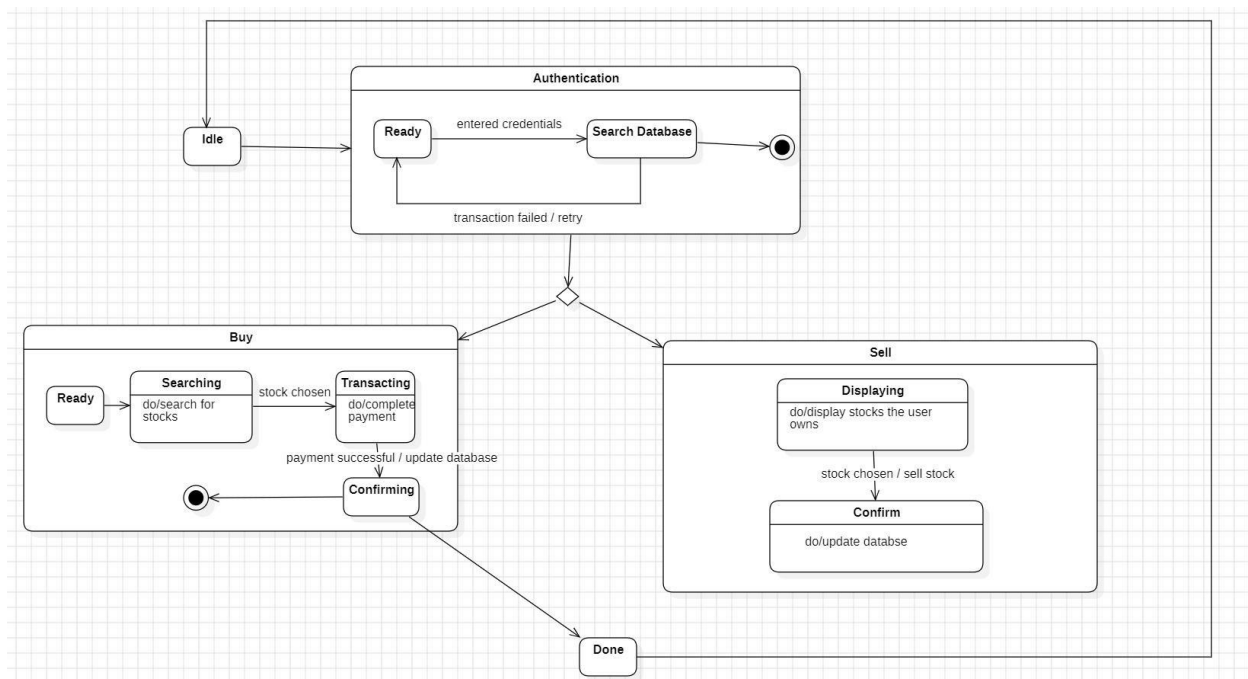 Authentication
Idle
Ready
entered credentials
Search Database
transaction failed / retry
Buy
Ready
Searching
do/search for
stocks
stock chosen
Transacting
do/complete
payment
payment successful / update database
Confirming
Sell
Displaying
do/display stocks the user
owns
stock chosen / sell stock
Confirm
do/update databse
Done